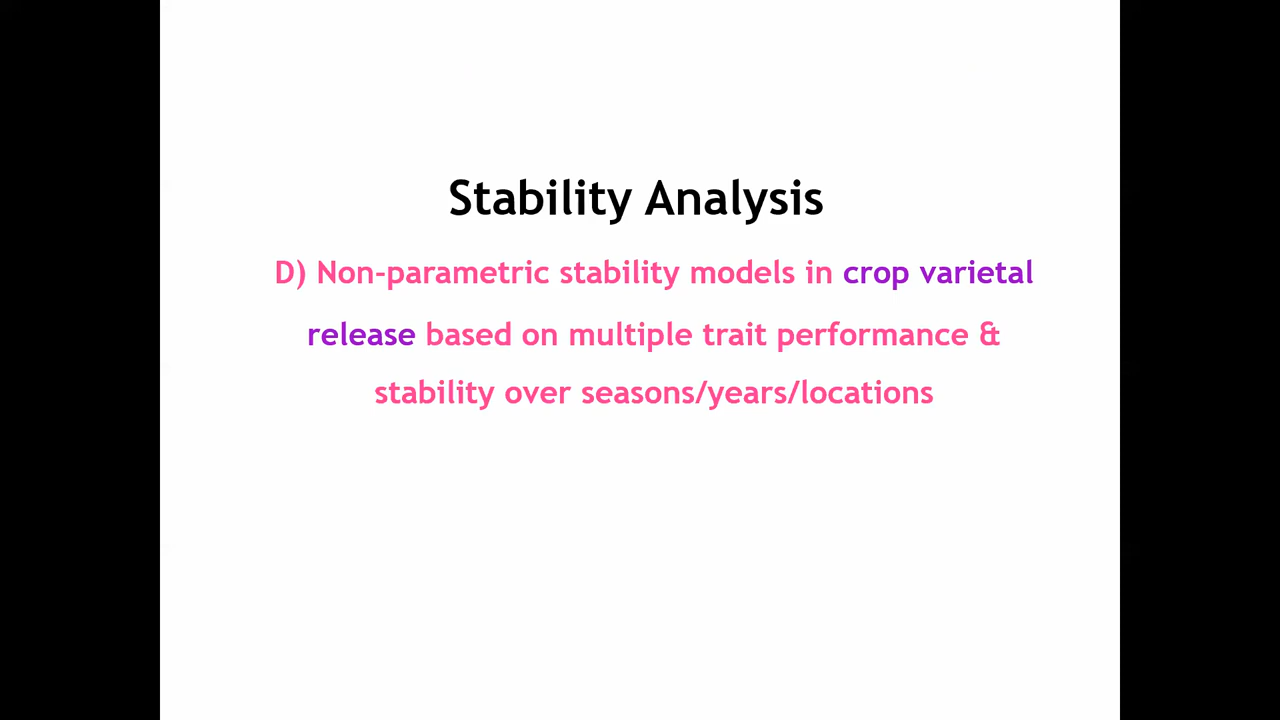 Stability Analysis
D) Non-parametric stability models in crop varietal
release based on multiple trait performance &
stability over seasons/years/locations